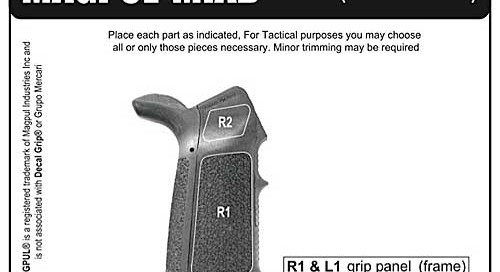 Place each part as indicated, For Tactical purposes you may choose
all or only those pieces necessary. Minor trimming may be required
GPUL® is a registered trademark of Magpul Industries Inc and
is not associated with Decal Grip® or Grupo Mercari
R2
R1
R1 & L1 grip panel (frame)